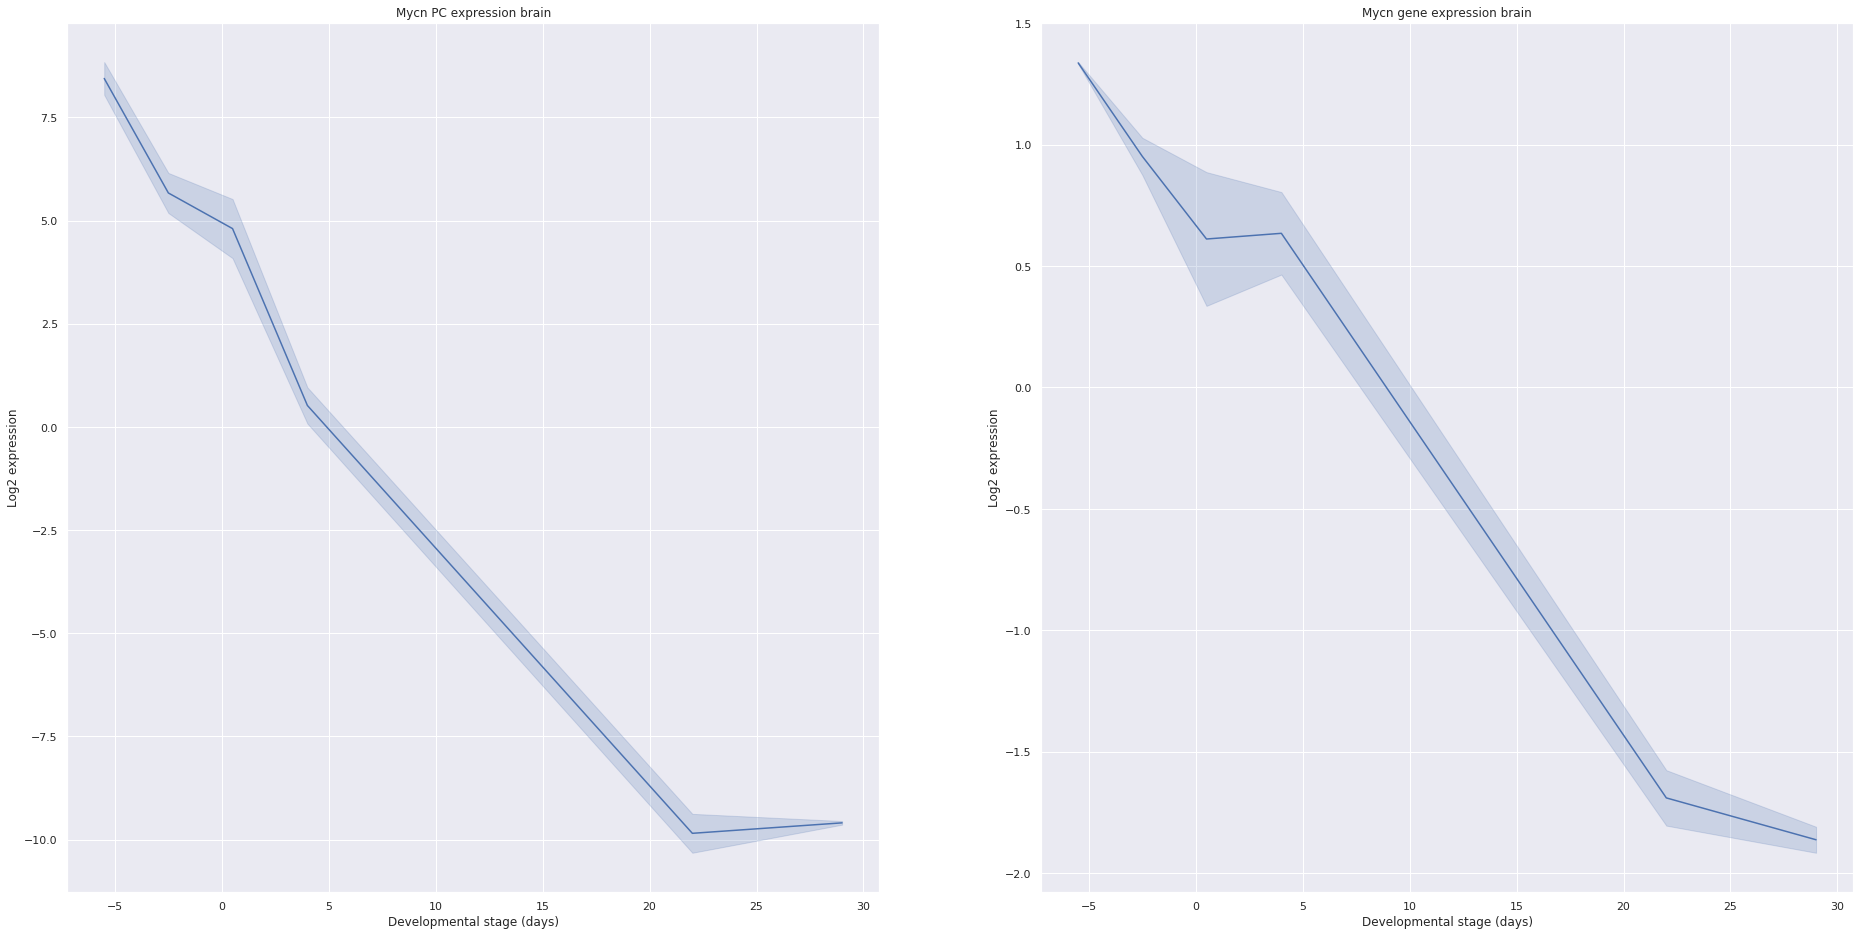 Mycn PC expression brain
7.5
5.0
2.5
0.0
−2.5
−5.0
−7.5
−10.0
Log2 expression
−5 0 5 10 15 20 25 30
Developmental stage (days)
Mycn gene expression brain
1.5
1.0
0.5
0.0
−0.5
−1.0
−1.5
−2.0
Log2 expression
−5 0 5 10 15 20 25 30
Developmental stage (days)